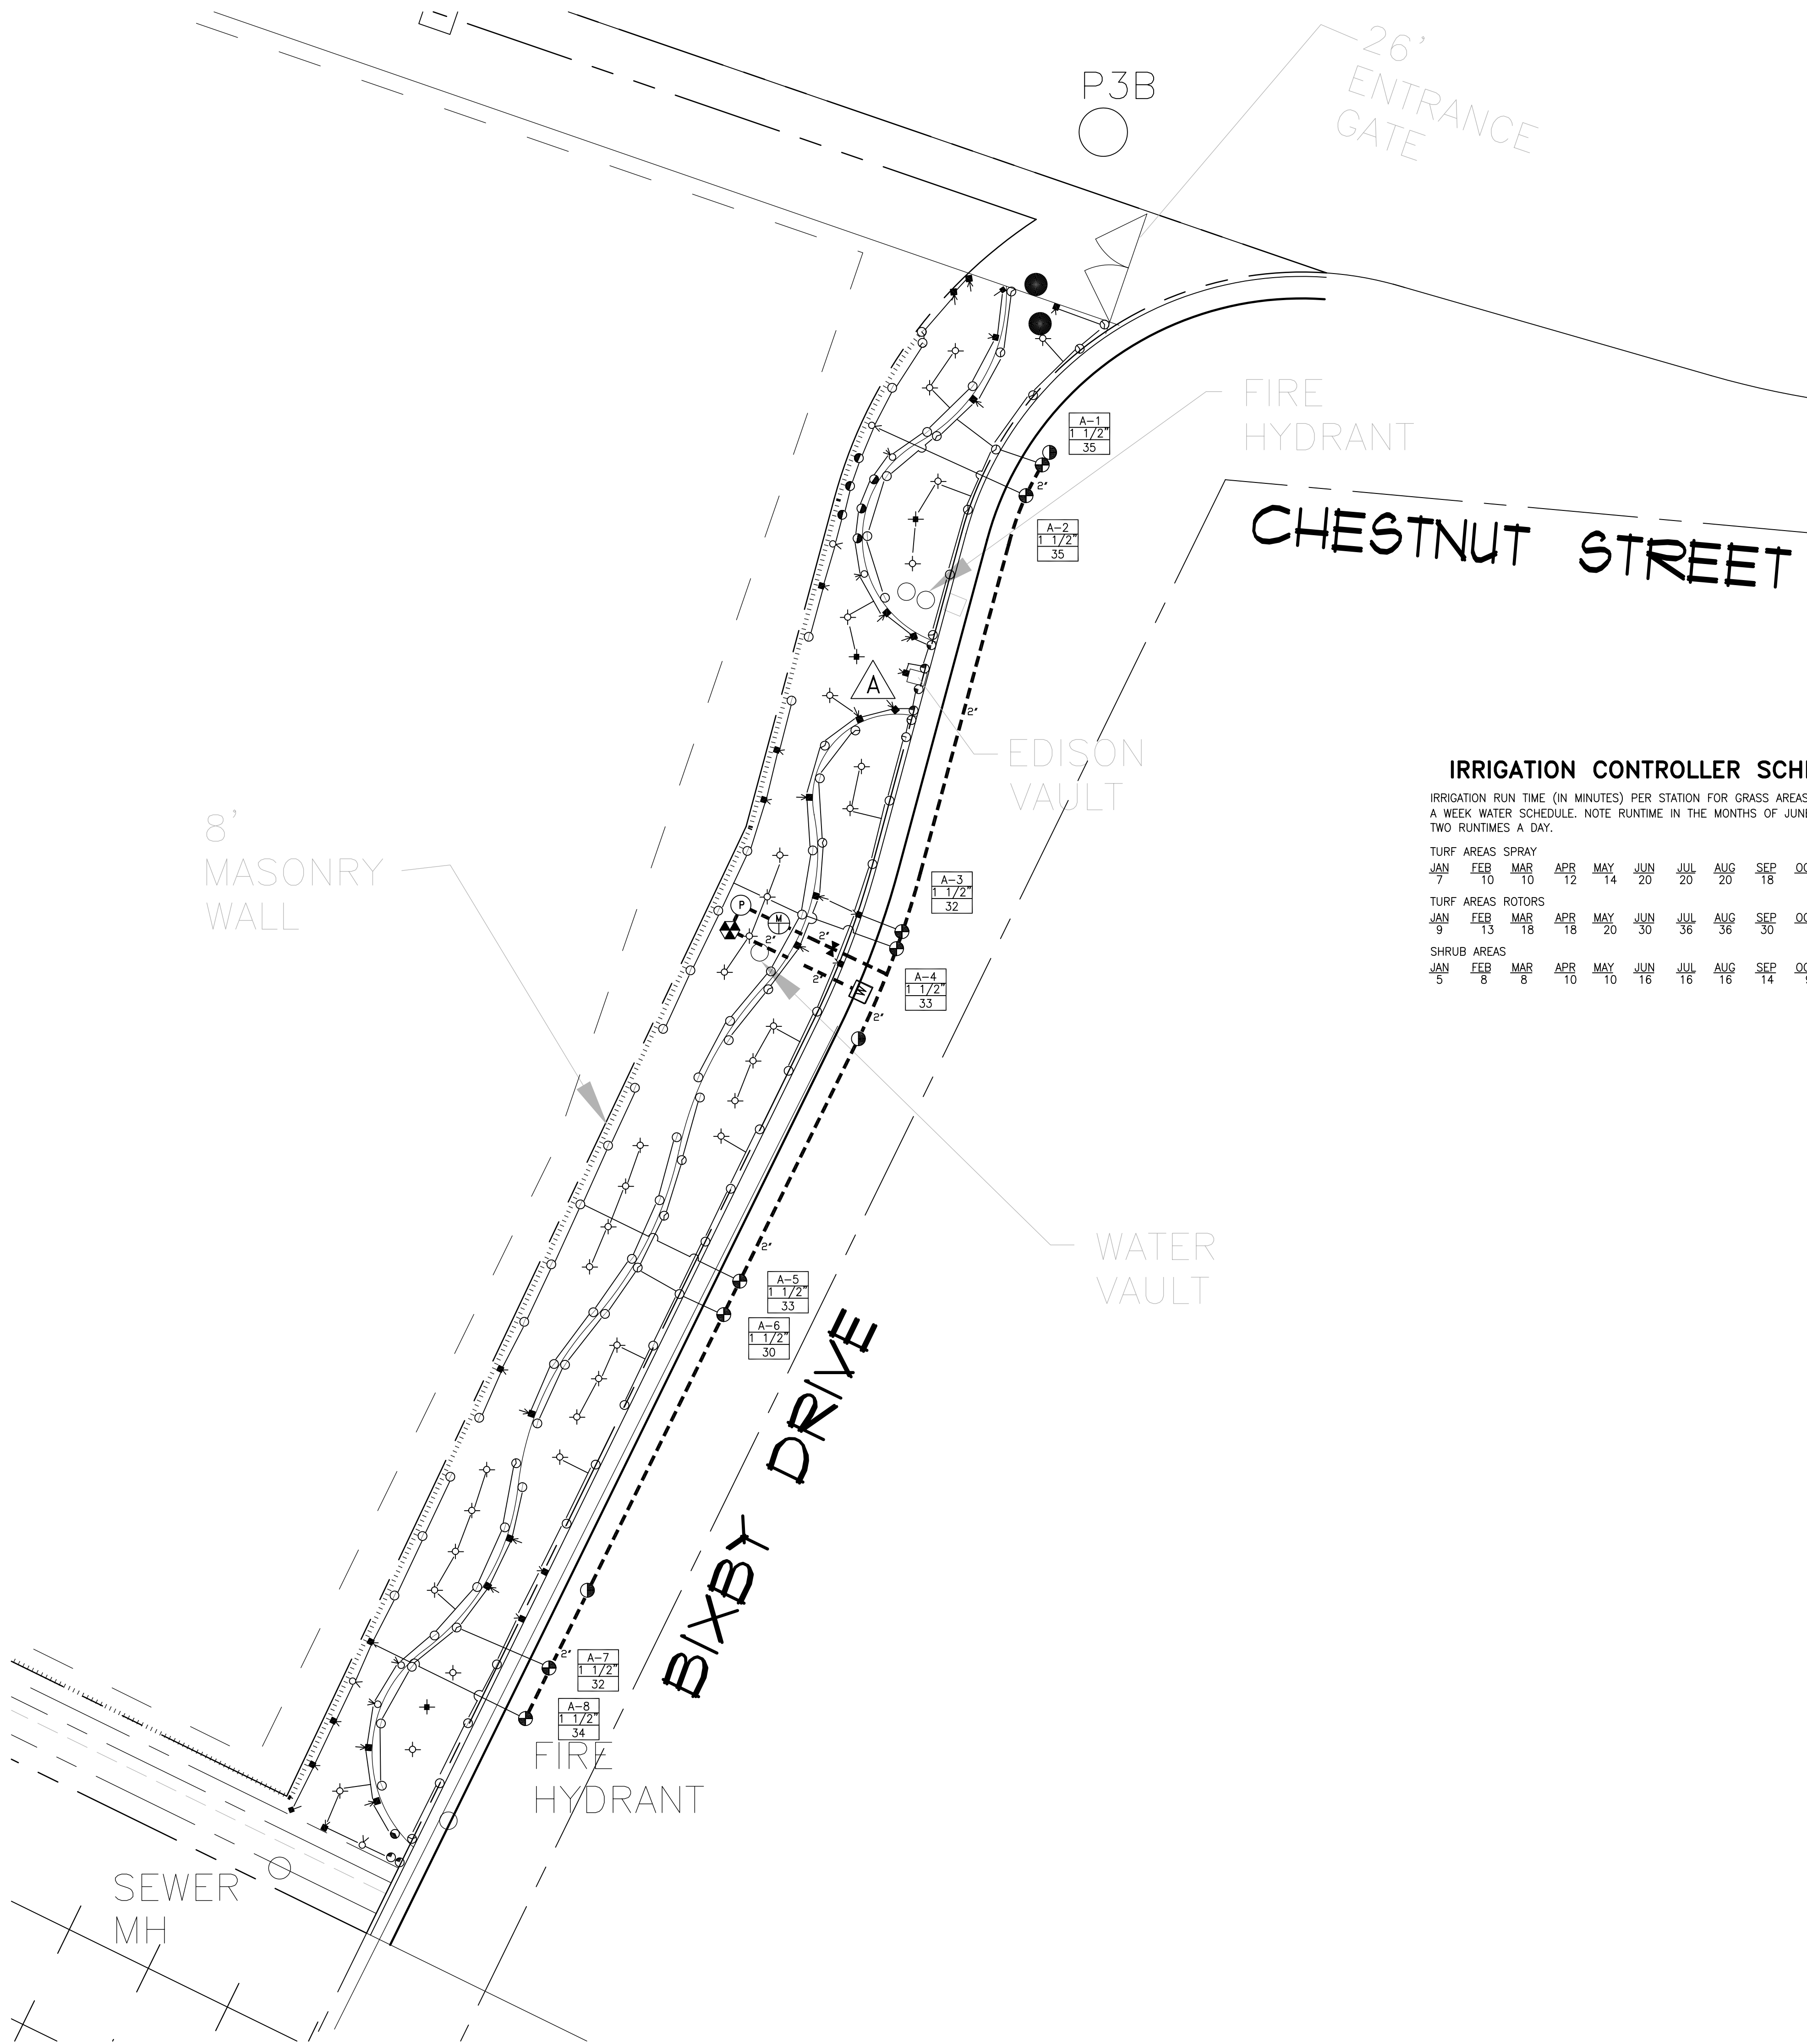 P3B
26'
ENTRANCE
GATE
FIRE
HYDRANT
A-1
1 1/2"
35
2"
A-2
1 1/2"
35
CHESTNUT STREET
A
2"
EDISON
VAULT
IRRIGATION CONTROLLER SCH
IRRIGATION RUN TIME (IN MINUTES) PER STATION FOR GRASS AREAS
A WEEK WATER SCHEDULE. NOTE RUNTIME IN THE MONTHS OF JUNE
TWO RUNTIMES A DAY.
TURF AREAS SPRAY
JAN FEB MAR APR MAY JUN JUL AUG SEP
7 10 10 12 14 20 20 20 18
TURF AREAS ROTORS
JAN FEB MAR APR MAY JUN JUL AUG SEP
9 13 18 18 20 30 36 36 30
SHRUB AREAS
JAN FEB MAR APR MAY JUN JUL AUG SEP
5 8 8 10 10 16 16 16 14
8'
MASONRY
WALL
A-3
1 1/2"
32
P
M
2"
2"
2"
W
A-4
1 1/2"
33
2"
WATER
VAULT
2"
A-5
1 1/2"
33
A-6
1 1/2"
30
BIXBY DRIVE
2"
A-7
1 1/2"
32
A-8
1 1/2"
34
FIRE
HYDRANT
SEWER
MH